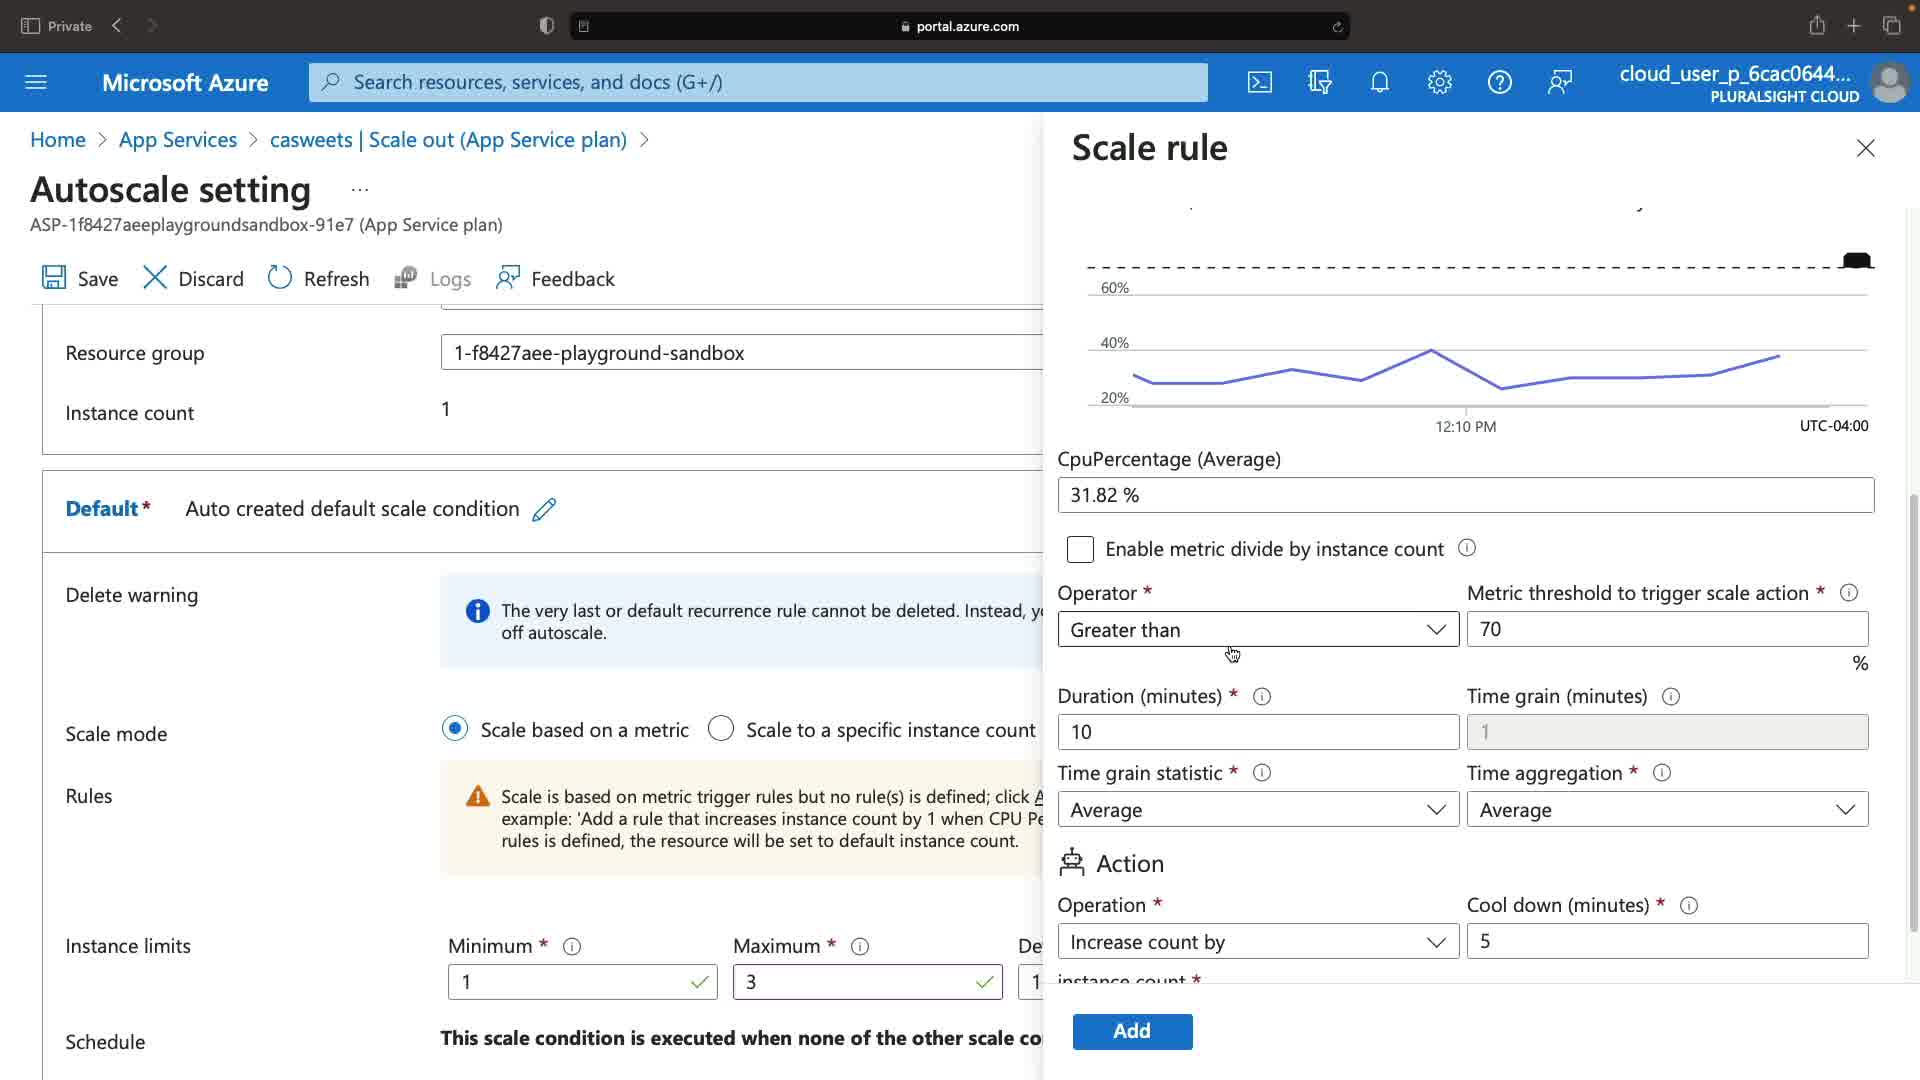 Private
portal.azure.com
Microsoft Azure
Search resources, services, and docs (G+/)
cloud_user_p_6cac0644...
PLURALSIGHT CLOUD
Home > App Services > casweets | Scale out (App Service plan) >
Autoscale setting ...
ASP-1f8427aeeplaygroundsandbox-91e7 (App Service plan)
Save
Discard
Refresh
Logs
Feedback
Resource group
1-f8427aee-playground-sandbox
Instance count
1
Default* Auto created default scale condition
Delete warning
The very last or default recurrence rule cannot be deleted. Instead, y
off autoscale.
Scale mode
Scale based on a metric
Scale to a specific instance count
Rules
Scale is based on metric trigger rules but no rule(s) is defined; click A
example: 'Add a rule that increases instance count by 1 when CPU Pe
rules is defined, the resource will be set to default instance count.
Instance limits
Minimum *
Maximum *
De
1
3
1
Schedule
This scale condition is executed when none of the other scale co
Scale rule
60%
40%
20%
12:10 PM
UTC-04:00
CpuPercentage (Average)
31.82 %
Enable metric divide by instance count
Operator *
Metric threshold to trigger scale action *
Greater than
70
%
Duration (minutes) *
Time grain (minutes)
10
1
Time grain statistic *
Time aggregation *
Average
Average
Action
Operation *
Cool down (minutes) *
Increase count by
5
instance count *
Add